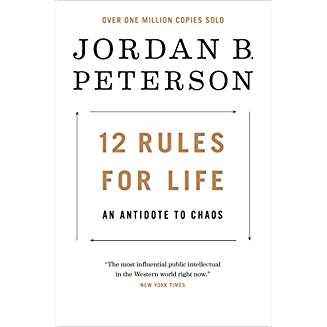 OVER ONE MILLION COPIES SOLD
JORDAN B.
PETERSON
12 RULES
FOR LIFE
AN ANTIDOTE TO CHAOS
"The most influential public intellectual
in the Western world right now."
NEW YORK TIMES